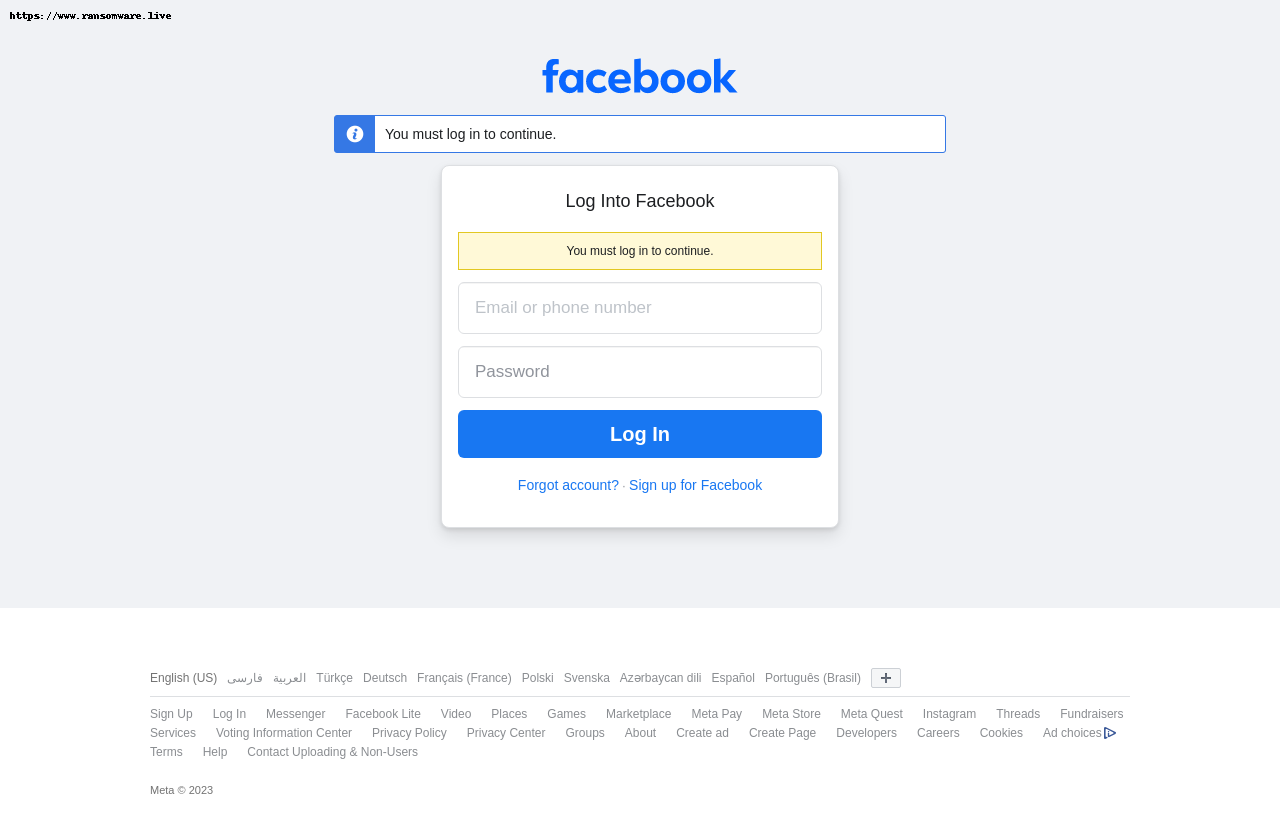 https://www.ransomware.live
facebook
You must log in to continue.
Log Into Facebook
You must log in to continue.
Email or phone number
Password
Log In
Forgot account? · Sign up for Facebook
English (US) فارسی العربية Türkçe Deutsch Français (France) Polski Svenska Azərbaycan dili Español Português (Brasil)
Sign Up Log In Messenger Facebook Lite Video Places Games Marketplace Meta Pay Meta Store Meta Quest Instagram Threads Fundraisers
Services Voting Information Center Privacy Policy Privacy Center Groups About Create ad Create Page Developers Careers Cookies Ad choices
Terms Help Contact Uploading & Non-Users
Meta © 2023